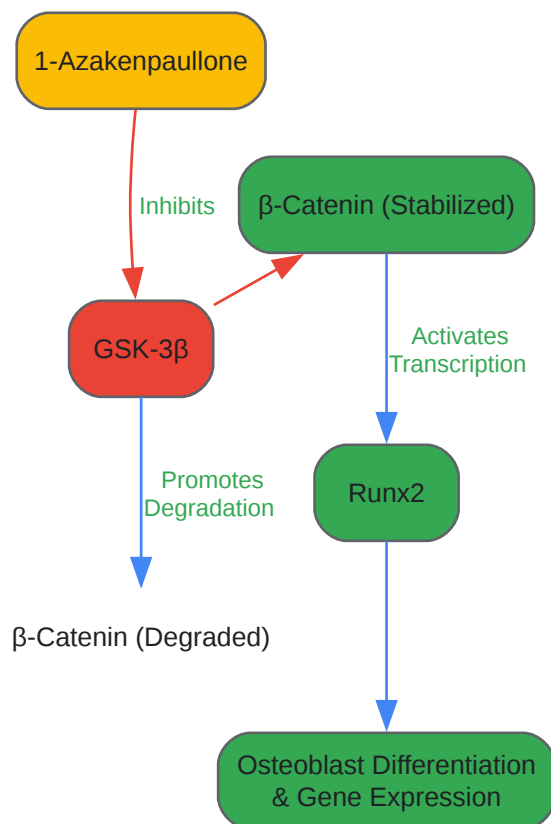 1-Azakenpaullone
Inhibits
β-Catenin (Stabilized)
GSK-3β
Activates
Transcription
Promotes
Degradation
Runx2
β-Catenin (Degraded)
Osteoblast Differentiation
& Gene Expression